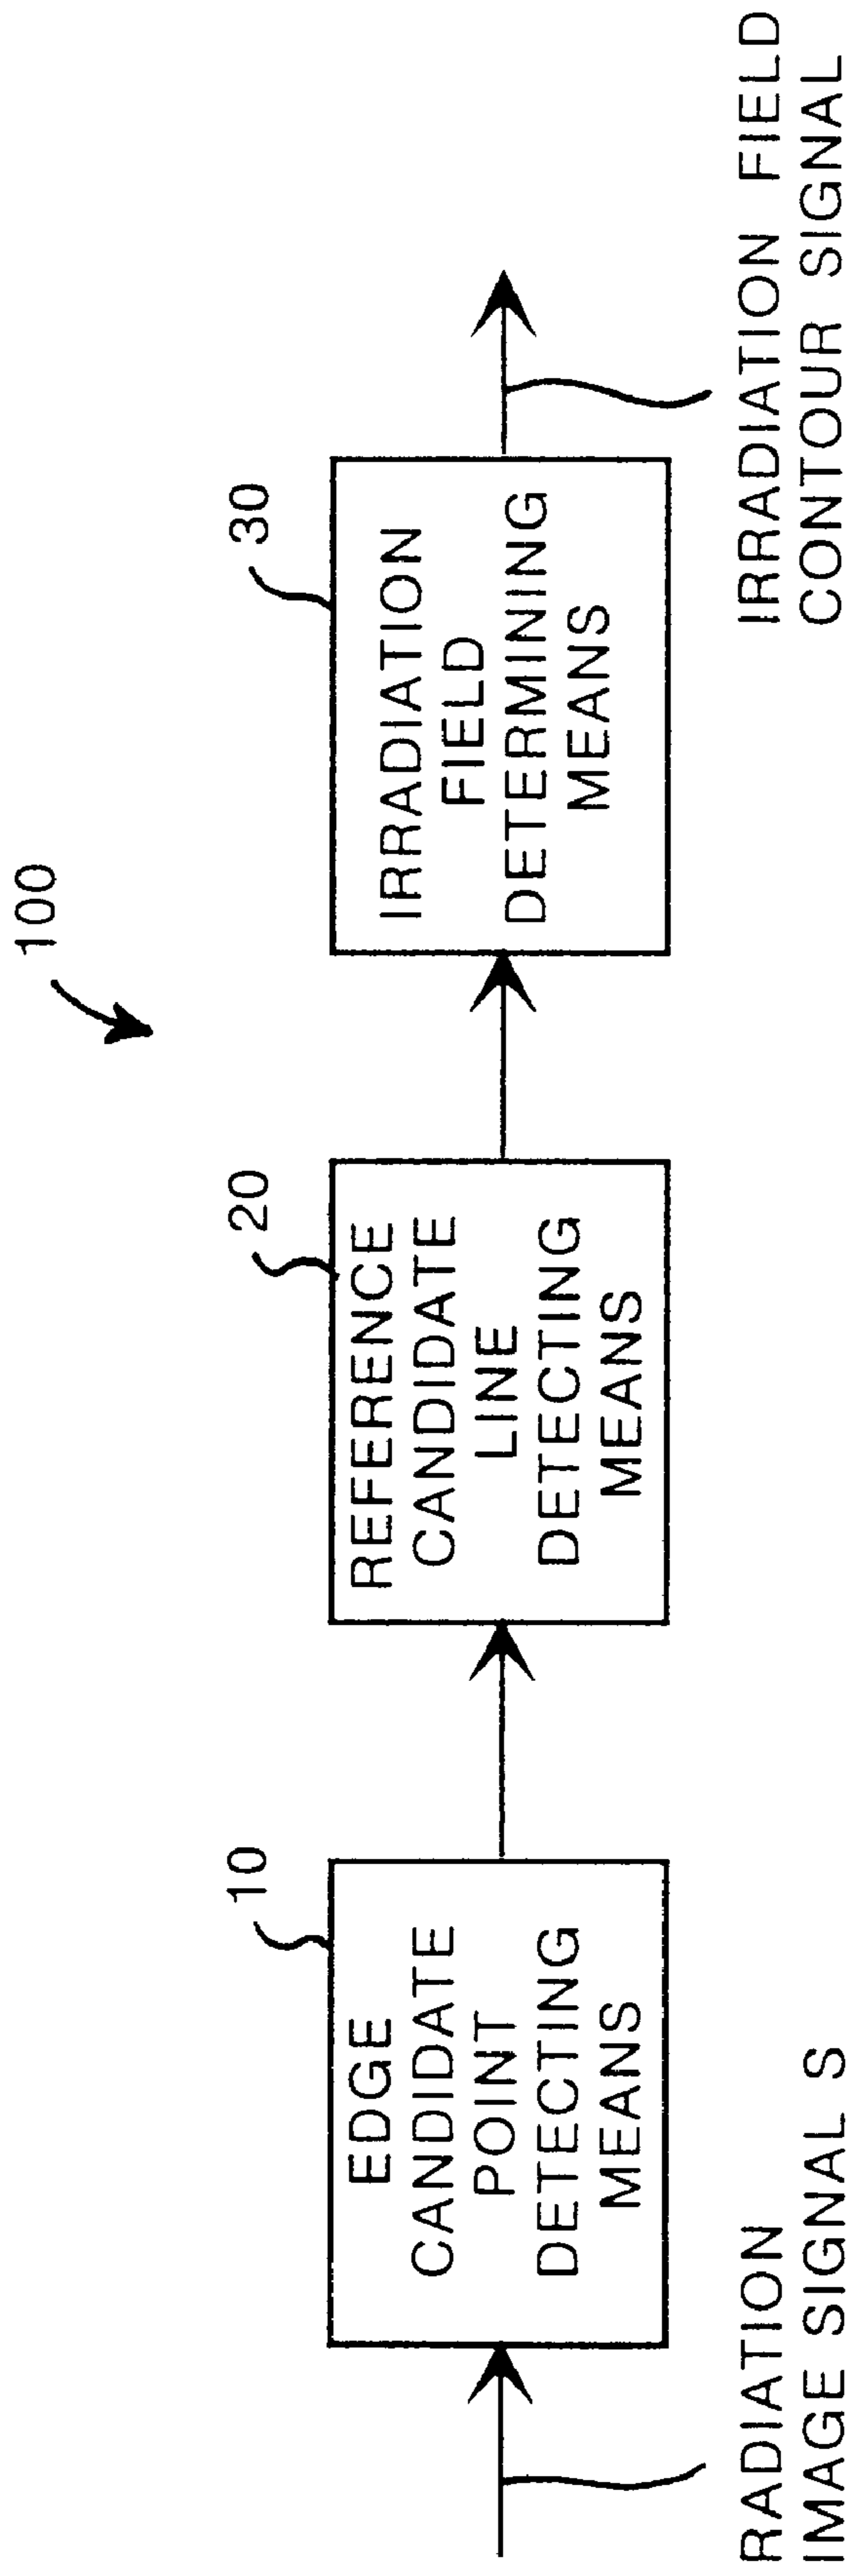 100
10
EDGE
CANDIDATE
POINT
DETECTING
MEANS
20
REFERENCE
CANDIDATE
LINE
DETECTING
MEANS
30
IRRADIATION
FIELD
DETERMINING
MEANS
RADIATION
IMAGE SIGNAL S
IRRADIATION FIELD
CONTOUR SIGNAL